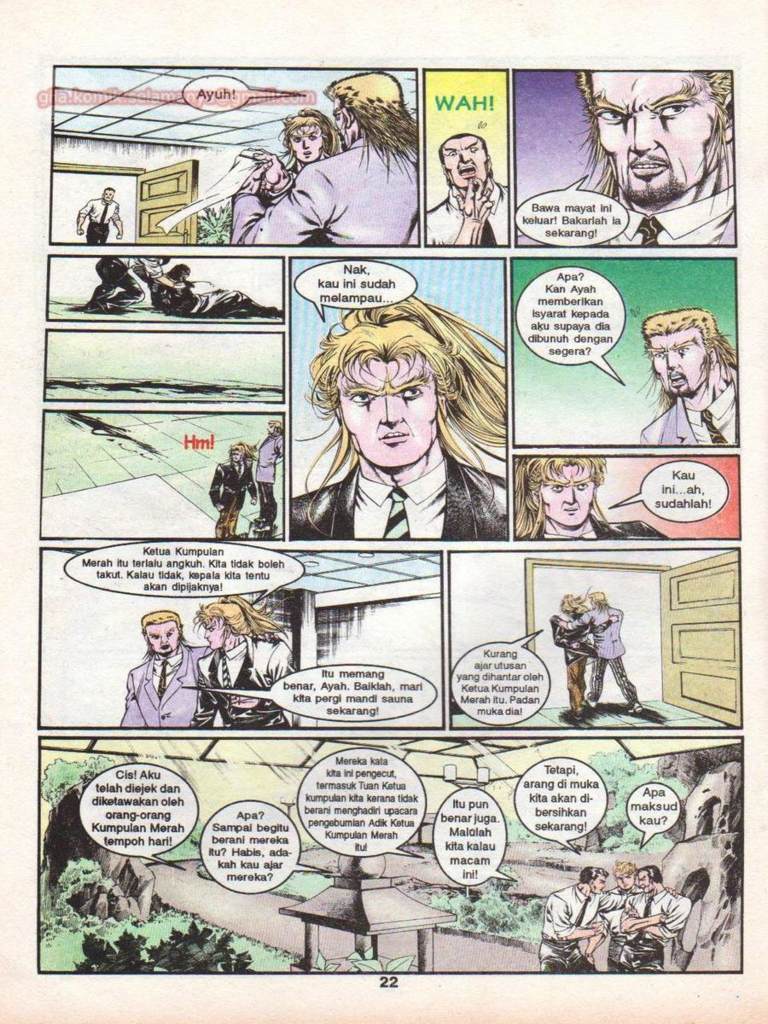 Ayuh!
WAH!
Bawa mayat ini
keluar! Bakarlah ia
sekarang!
Nak,
kau ini sudah
melampau...
Apa?
Kan Ayah
memberikan
isyarat kepada
aku supaya dia
dibunuh dengan
segera?
Hm!
Kau
ini...ah,
sudahlah!
Ketua Kumpulan
Merah itu terlalu angkuh. Kita tidak boleh
takut. Kalau tidak, kepala kita tentu
akan dipijaknya!
Itu memang
benar, Ayah. Baiklah, mari
kita pergi mandi sauna
sekarang!
Kurang
ajar utusan
yang dihantar oleh
Ketua Kumpulan
Merah itu. Padan
muka dia!
Cis! Aku
telah diejek dan
diketawakan oleh
orang-orang
Kumpulan Merah
tempoh hari!
Apa?
Sampai begitu
berani mereka
itu? Habis, ada-
kah kau ajar
mereka?
Mereka kata
kita ini pengecut,
termasuk Tuan Ketua
kumpulan kita kerana tidak
berani menghadiri upacara
pengebumian Adik Ketua
Kumpulan Merah
itu!
Itu pun
benar juga.
Malulah
kita kalau
macam
ini!
Tetapi,
arang di muka
kita akan di-
bersihkan
sekarang!
Apa
maksud
kau?
22